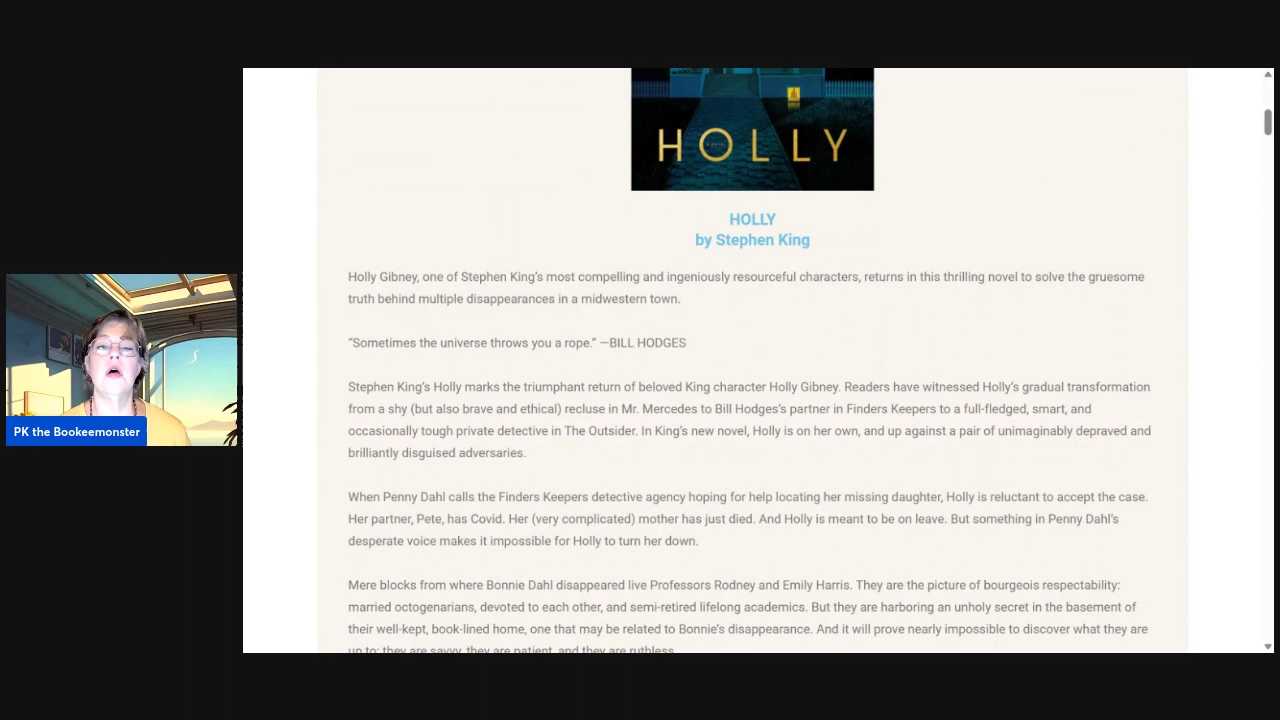 HOLLY
HOLLY
by Stephen King
Holly Gibney, one of Stephen King's most compelling and ingeniously resourceful characters, returns in this thrilling novel to solve the gruesome
truth behind multiple disappearances in a midwestern town.
“Sometimes the universe throws you a rope.” —BILL HODGES
Stephen King's Holly marks the triumphant return of beloved King character Holly Gibney. Readers have witnessed Holly's gradual transformation
from a shy (but also brave and ethical) recluse in Mr. Mercedes to Bill Hodges's partner in Finders Keepers to a full-fledged, smart, and
occasionally tough private detective in The Outsider. In King's new novel, Holly is on her own, and up against a pair of unimaginably depraved and
brilliantly disguised adversaries.
When Penny Dahl calls the Finders Keepers detective agency hoping for help locating her missing daughter, Holly is reluctant to accept the case.
Her partner, Pete, has Covid. Her (very complicated) mother has just died. And Holly is meant to be on leave. But something in Penny Dahl's
desperate voice makes it impossible for Holly to turn her down.
Mere blocks from where Bonnie Dahl disappeared live Professors Rodney and Emily Harris. They are the picture of bourgeois respectability:
married octogenarians, devoted to each other, and semi-retired lifelong academics. But they are harboring an unholy secret in the basement of
their well-kept, book-lined home, one that may be related to Bonnie's disappearance. And it will prove nearly impossible to discover what they are
up to: they are savvy, they are patient, and they are ruthless.
PK the Bookeemonster